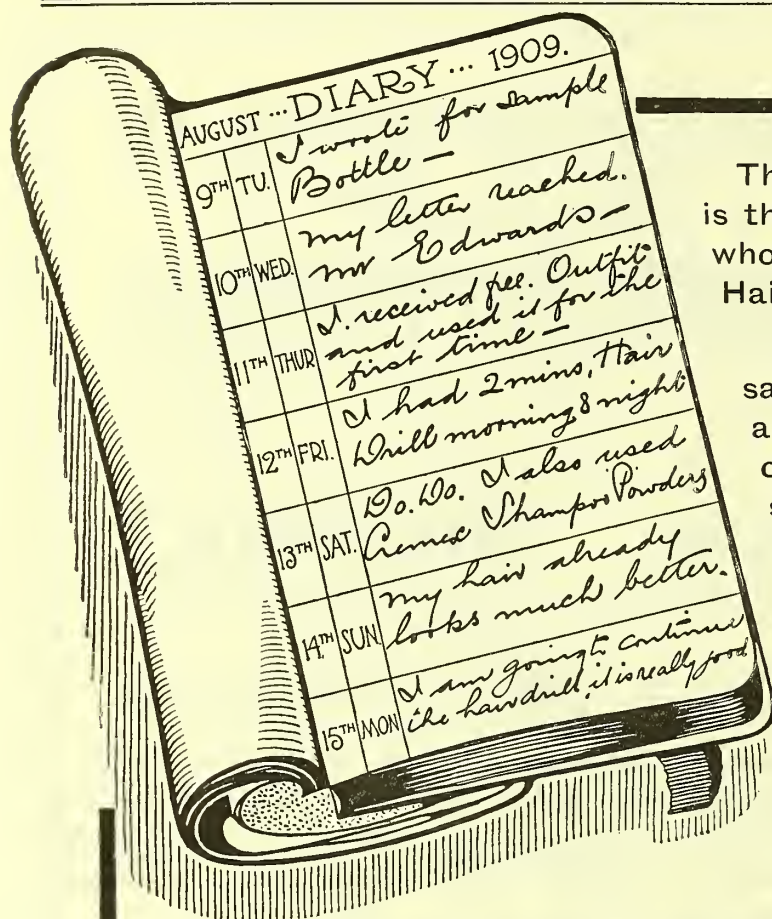 AUGUST ... DIARY ... 1909.
9TH TU. I wrote for sample
Bottle —
10TH WED. my letter reached.
mr Edwards —
11TH THUR I. received free. Outfit
and used it for the
first time —
12TH FRI. I had 2 mins, Hair
Drill morning & night
13TH SAT. Do. Do. I also used
Cremex Shampoo Powders
14TH SUN. my hair already
looks much better.
15TH MON I am going to continue
the hair drill, it is really good
Th
is th
who
Hai
sa
a
c
s